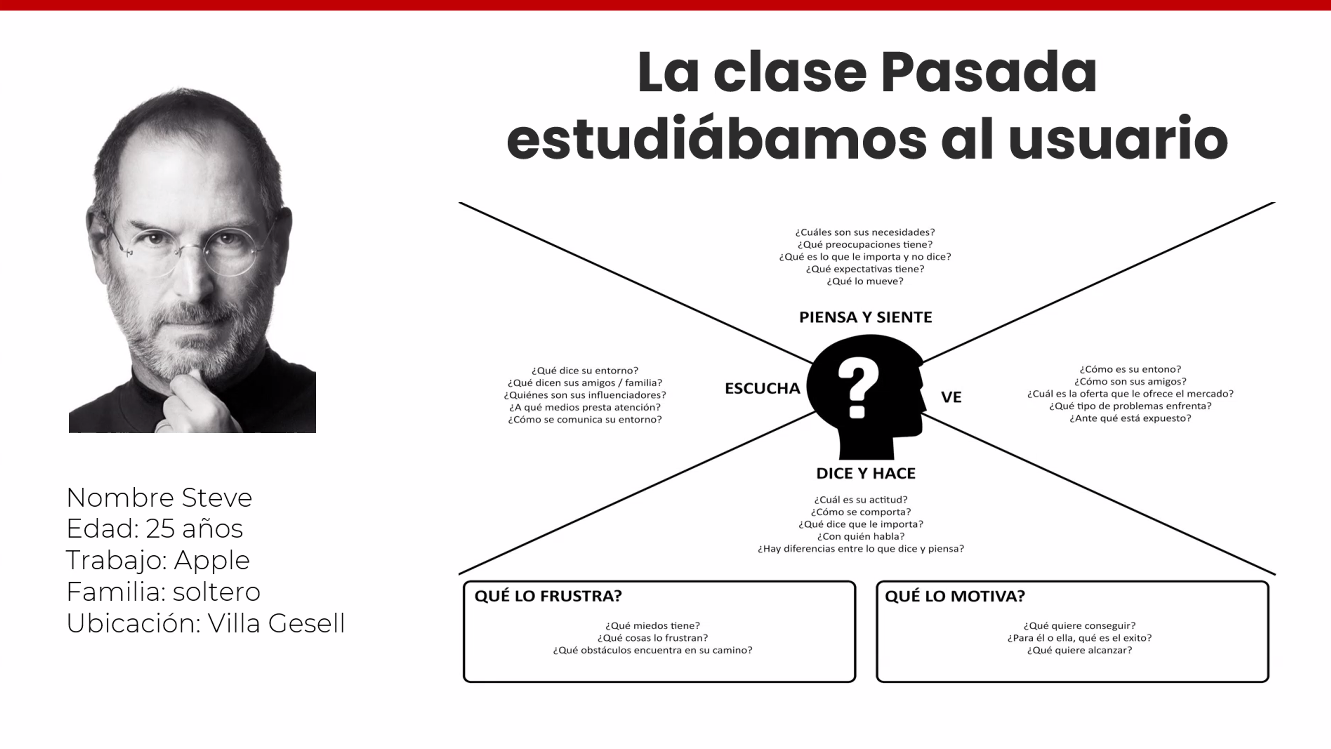 La clase Pasada
estudiábamos al usuario
¿Cuáles son sus necesidades?
¿Qué preocupaciones tiene?
¿Qué es lo que le importa y no dice?
¿Qué expectativas tiene?
¿Qué lo mueve?
PIENSA Y SIENTE
¿Qué dice su entorno?
¿Qué dicen sus amigos / familia?
¿Quiénes son sus influenciadores?
¿A qué medios presta atención?
¿Cómo se comunica su entorno?
ESCUCHA
?
VE
¿Cómo es su entono?
¿Cómo son sus amigos?
¿Cuál es la oferta que le ofrece el mercado?
¿Qué tipo de problemas enfrenta?
¿Ante qué está expuesto?
DICE Y HACE
¿Cuál es su actitud?
¿Cómo se comporta?
¿Qué dice que le importa?
¿Con quién habla?
¿Hay diferencias entre lo que dice y piensa?
QUÉ LO FRUSTRA?
¿Qué miedos tiene?
¿Qué cosas lo frustran?
¿Qué obstáculos encuentra en su camino?
QUÉ LO MOTIVA?
¿Qué quiere conseguir?
¿Para él o ella, qué es el exito?
¿Qué quiere alcanzar?
Nombre Steve
Edad: 25 años
Trabajo: Apple
Familia: soltero
Ubicación: Villa Gesell